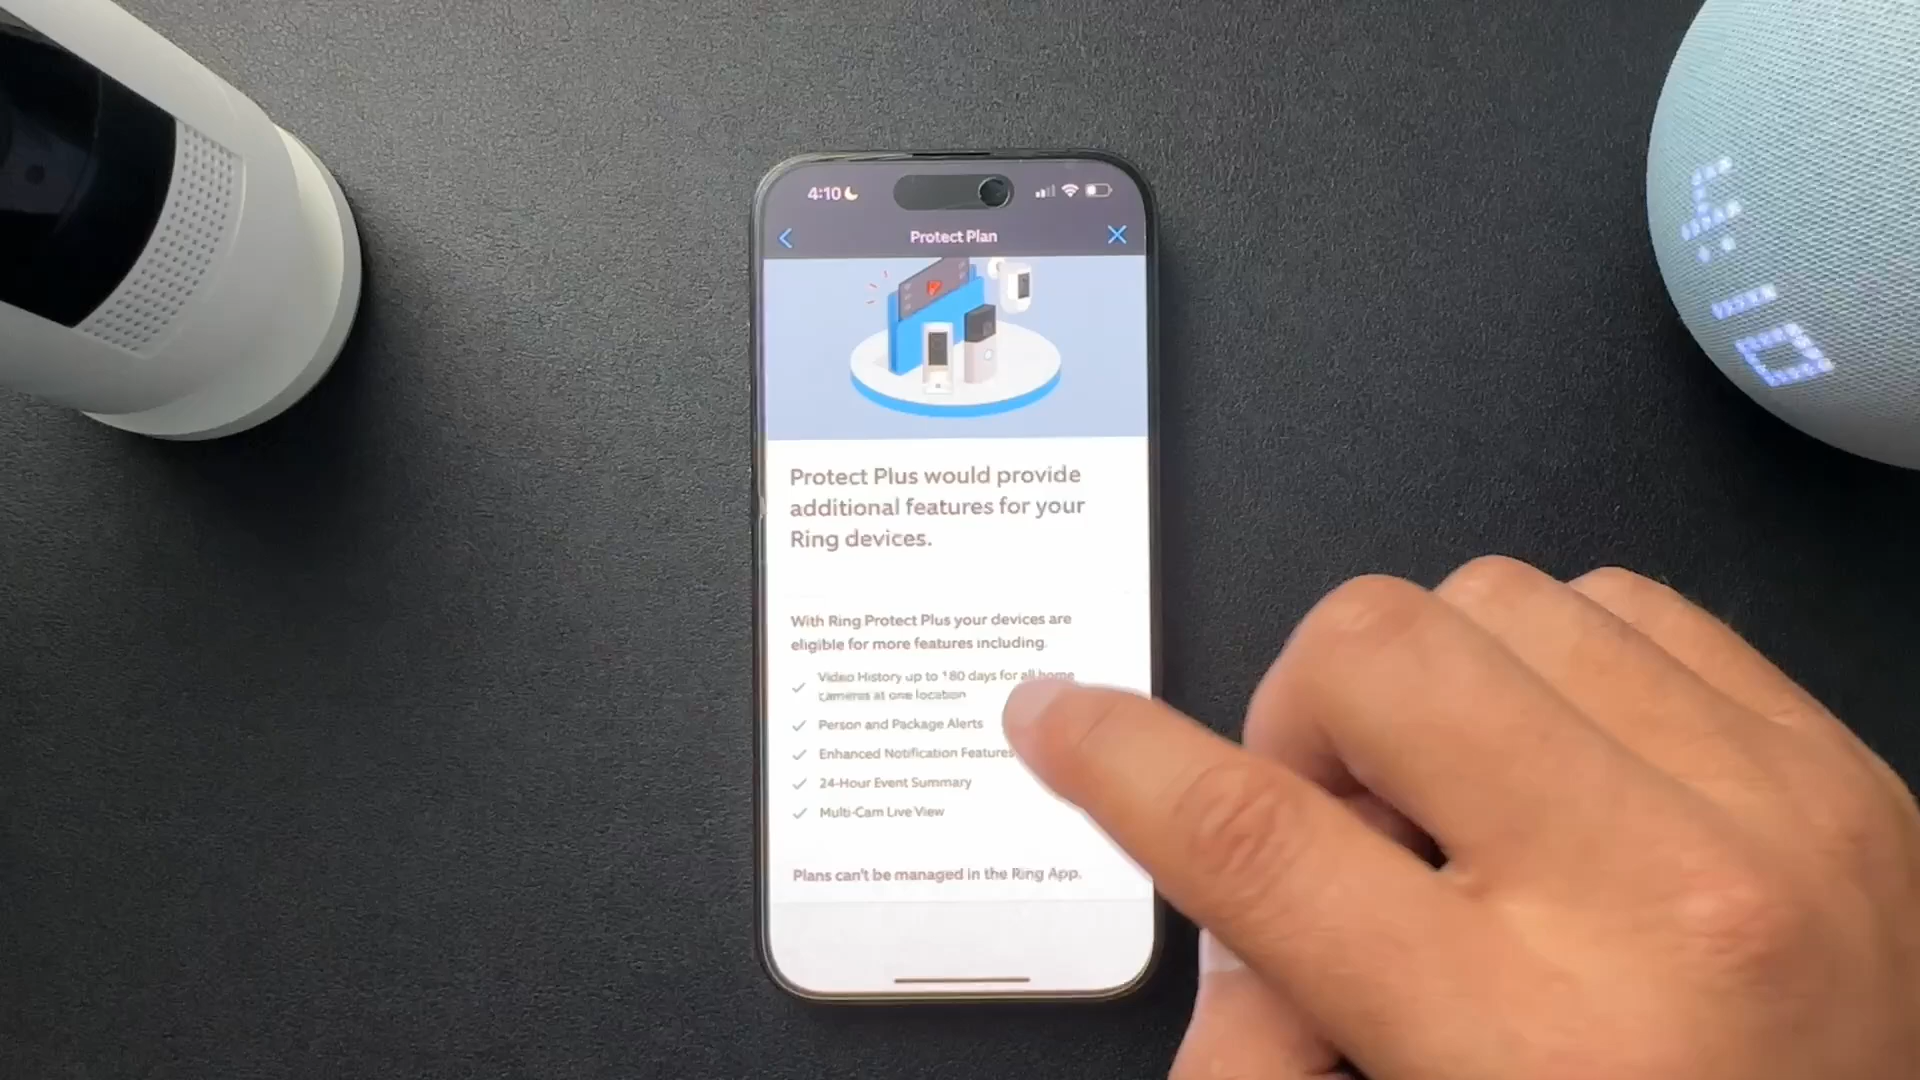 4:10
Protect Plan
Protect Plus would provide
additional features for your
Ring devices.
With Ring Protect Plus your devices are
eligible for more features including
Video History up to 180 days for all home
cameras at one location
Person and Package Alerts
Enhanced Notification Features
24-Hour Event Summary
Multi-Cam Live View
Plans can't be managed in the Ring App.
4:10